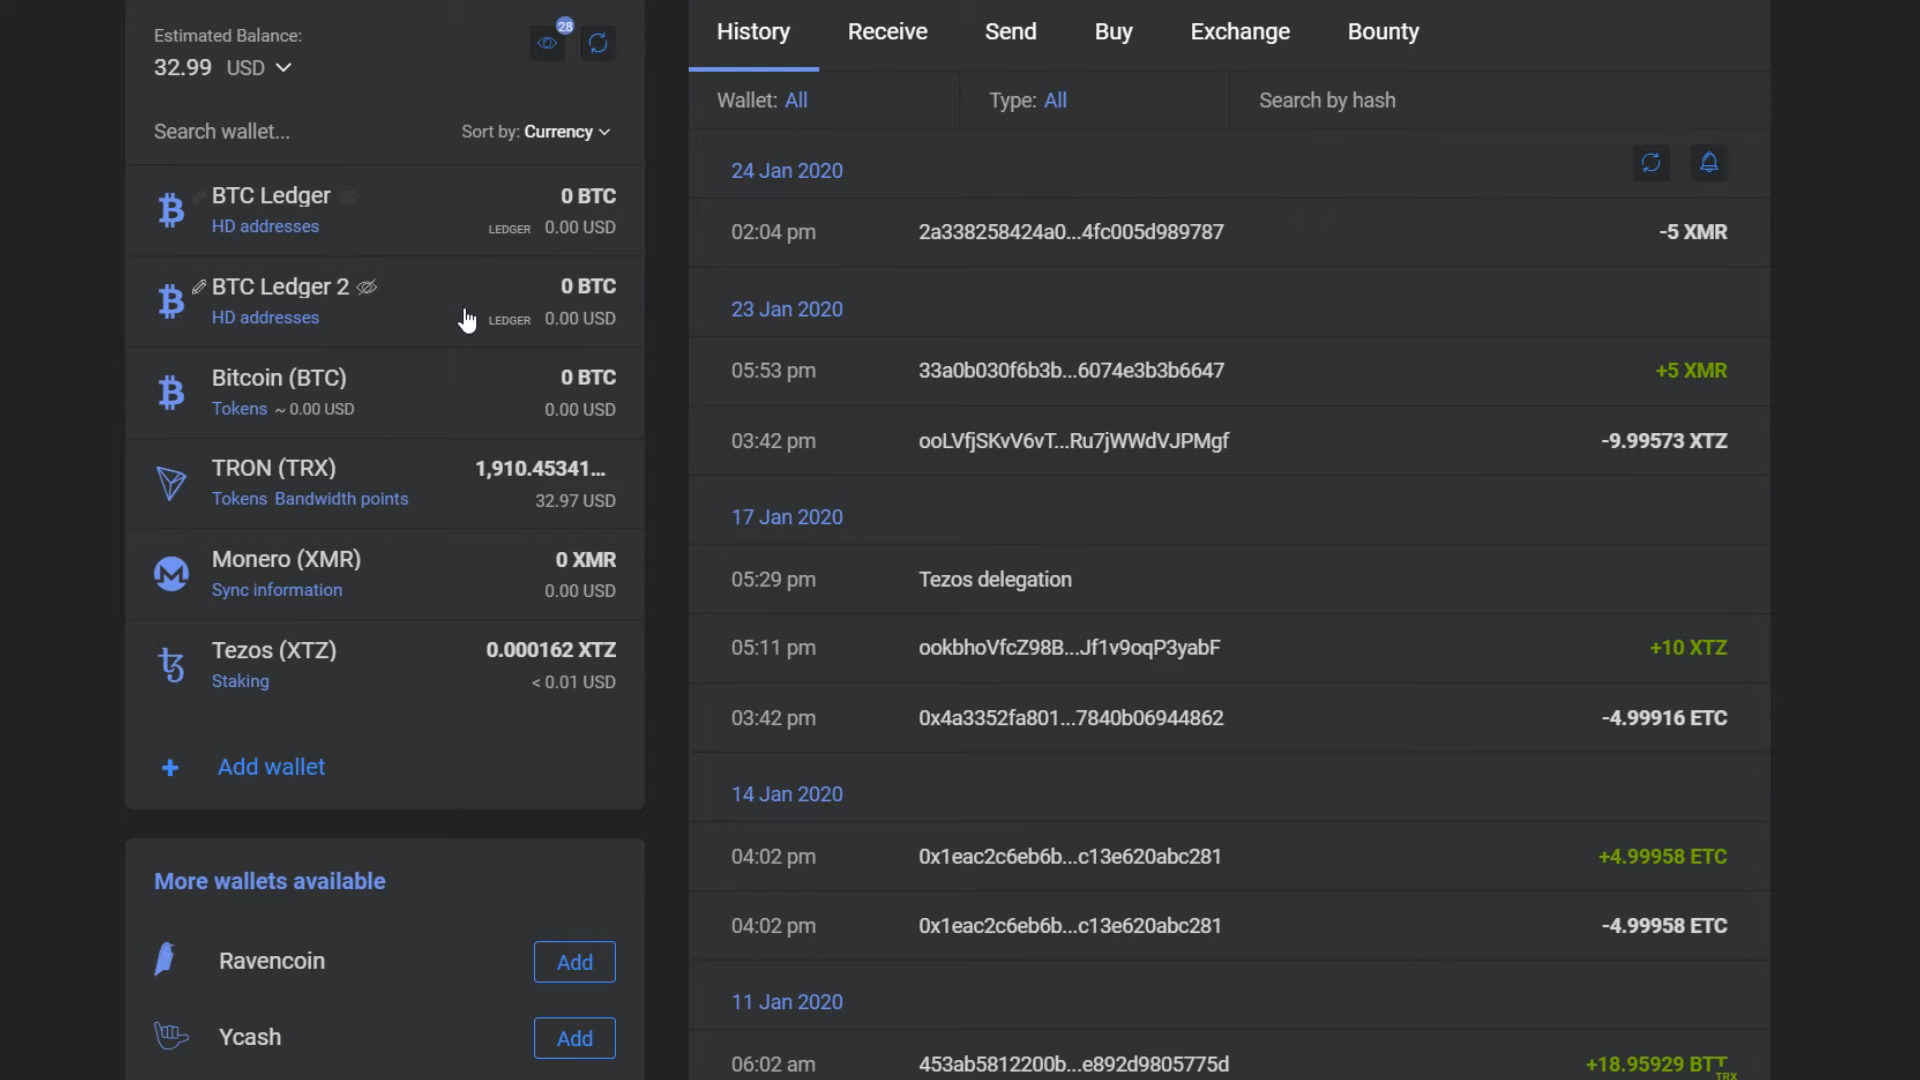 Estimated Balance:
28
32.99 USD
Search wallet...
Sort by: Currency
BTC Ledger
0 BTC
HD addresses
LEDGER 0.00 USD
BTC Ledger 2
0 BTC
HD addresses
LEDGER 0.00 USD
Bitcoin (BTC)
0 BTC
Tokens ~ 0.00 USD
0.00 USD
TRON (TRX)
1,910.45341...
Tokens Bandwidth points
32.97 USD
Monero (XMR)
0 XMR
Sync information
0.00 USD
Tezos (XTZ)
0.000162 XTZ
Staking
< 0.01 USD
+ Add wallet
More wallets available
Ravencoin
Add
Ycash
Add
History Receive Send Buy Exchange Bounty
Wallet: All
Type: All
Search by hash
24 Jan 2020
02:04 pm 2a338258424a0...4fc005d989787 -5 XMR
23 Jan 2020
05:53 pm 33a0b030f6b3b...6074e3b3b6647 +5 XMR
03:42 pm ooLVfjSKvV6vT...Ru7jWWdVJPMgf -9.99573 XTZ
17 Jan 2020
05:29 pm Tezos delegation
05:11 pm ookbhoVfcZ98B...Jf1v9oqP3yabF +10 XTZ
03:42 pm 0x4a3352fa801...7840b06944862 -4.99916 ETC
14 Jan 2020
04:02 pm 0x1eac2c6eb6b...c13e620abc281 +4.99958 ETC
04:02 pm 0x1eac2c6eb6b...c13e620abc281 -4.99958 ETC
11 Jan 2020
06:02 am 453ab5812200b...e892d9805775d +18.95929 BTT
TRX